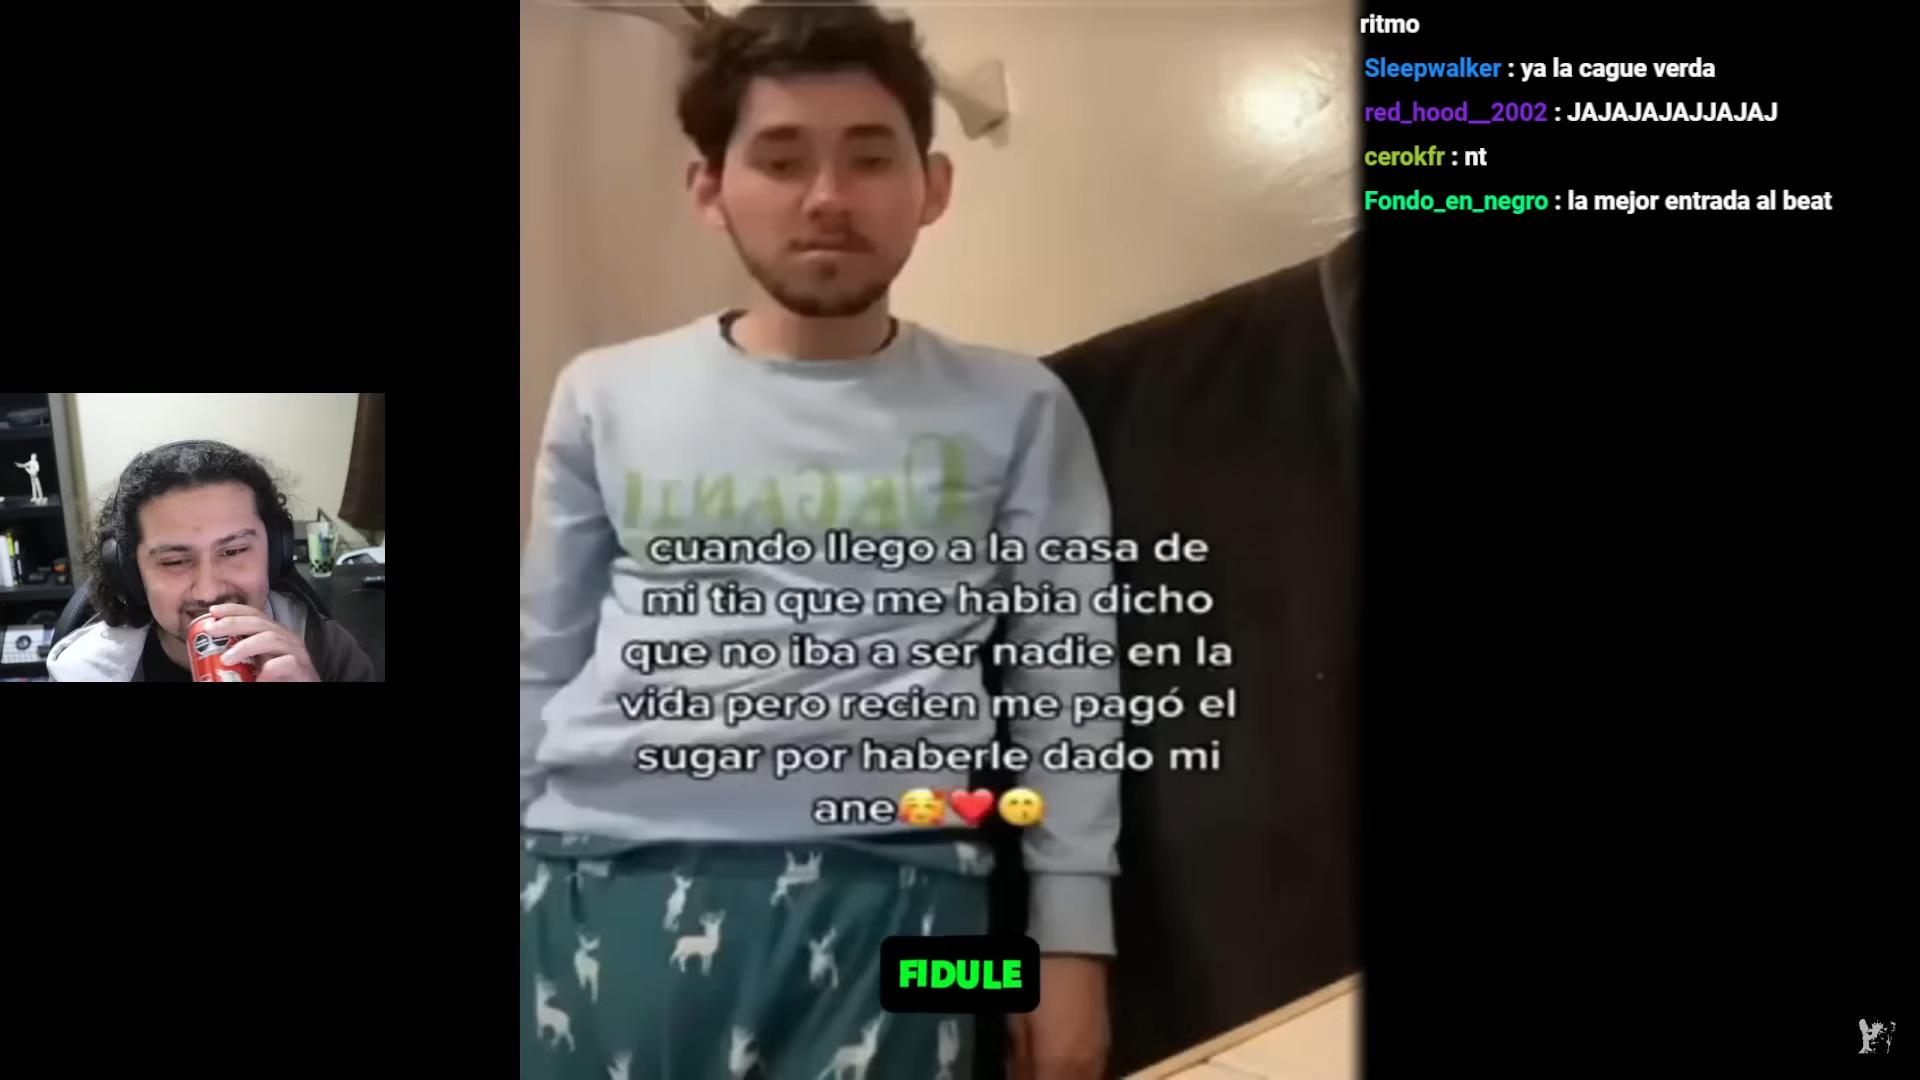 ritmo
Sleepwalker : ya la cague verda
red_hood__2002 : JAJAJAJAJJAJAJ
cerokfr : nt
Fondo_en_negro : la mejor entrada al beat
cuando llego a la casa de
mi tia que me habia dicho
que no iba a ser nadie en la
vida pero recien me pagó el
sugar por haberle dado mi
ane🥰❤️😙
FIDULE